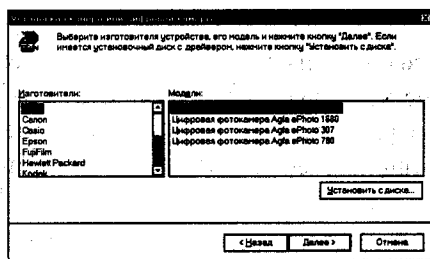 Выберите изготовителя устройства, его модель и нажмите кнопку "Далее". Если
имеется установочный диск с драйвером, нажмите кнопку "Установить с диска".
Изготовители:
Модели:
Canon
Casio
Epson
FujiFilm
Hewlett Packard
Kodak
Цифровая фотокамера Agfa ePhoto 1680
Цифровая фотокамера Agfa ePhoto 307
Цифровая фотокамера Agfa ePhoto 780
Установить с диска...
< Назад
Далее >
Отмена